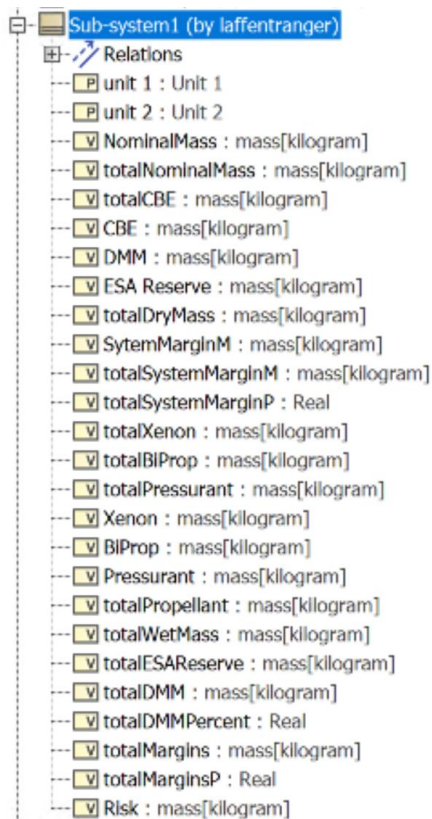 Sub-system1 (by laffentranger)
Relations
P unit 1 : Unit 1
P unit 2 : Unit 2
V NominalMass : mass[kilogram]
V totalNominalMass : mass[kilogram]
V totalCBE : mass[kilogram]
V CBE : mass[kilogram]
V DMM : mass[kilogram]
V ESA Reserve : mass[kilogram]
V totalDryMass : mass[kilogram]
V SytemMarginM : mass[kilogram]
V totalSystemMarginM : mass[kilogram]
V totalSystemMarginP : Real
V totalXenon : mass[kilogram]
V totalBiProp : mass[kilogram]
V totalPressurant : mass[kilogram]
V Xenon : mass[kilogram]
V BiProp : mass[kilogram]
V Pressurant : mass[kilogram]
V totalPropellant : mass[kilogram]
V totalWetMass : mass[kilogram]
V totalESAReserve : mass[kilogram]
V totalDMM : mass[kilogram]
V totalDMMPercent : Real
V totalMargins : mass[kilogram]
V totalMarginsP : Real
V Risk : mass[kilogram]